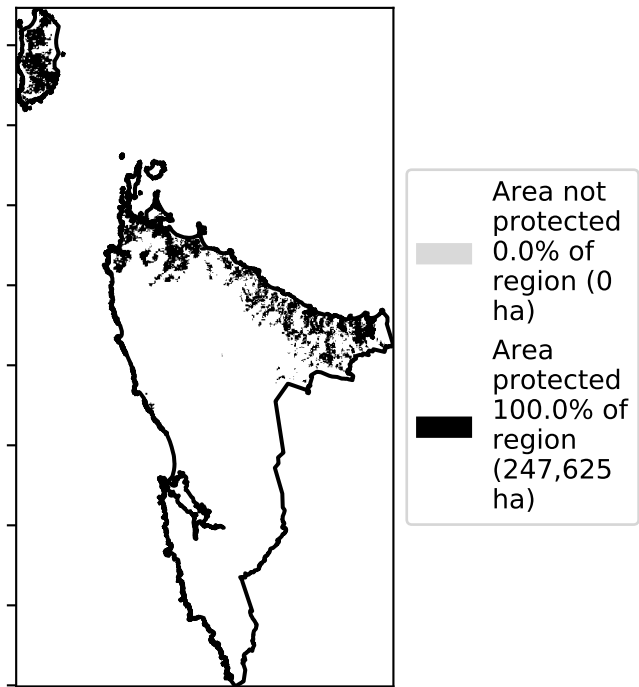 Area not
protected
0.0% of
region (0
ha)
Area
protected
100.0% of
region
(247,625
ha)